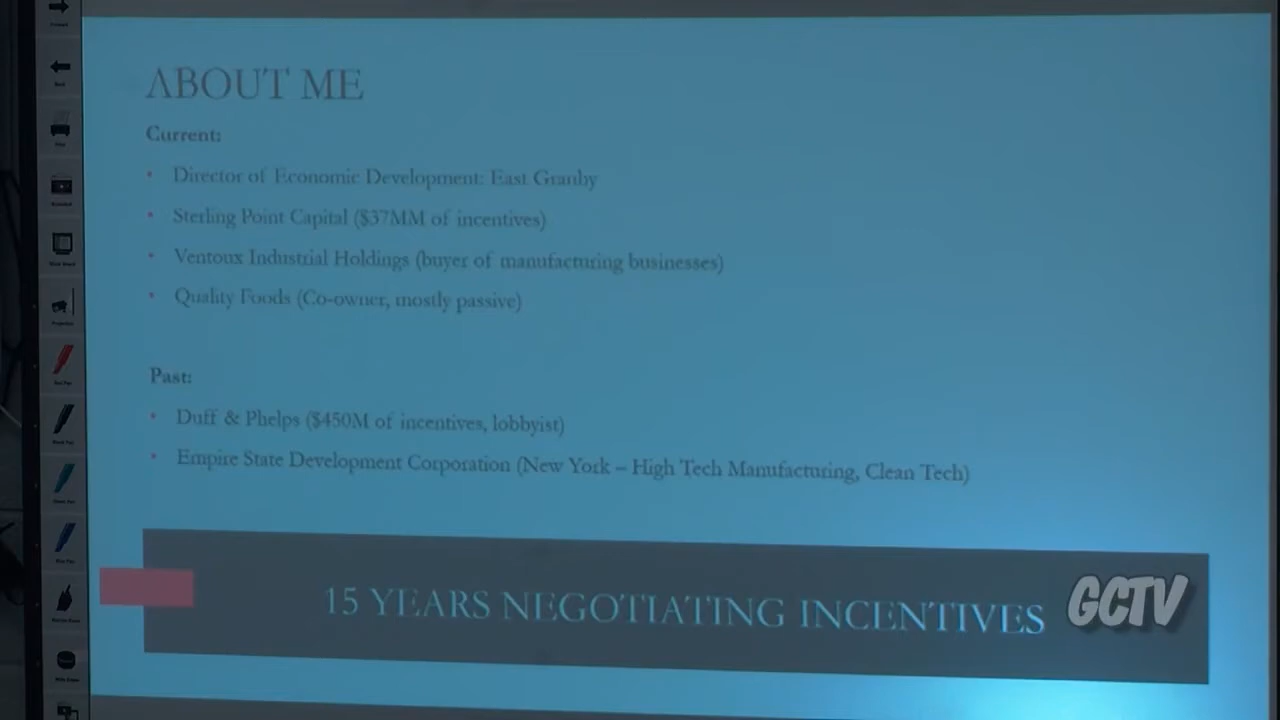 ABOUT ME
Current:
• Director of Economic Development: East Granby
• Sterling Point Capital ($37MM of incentives)
• Ventoux Industrial Holdings (buyer of manufacturing businesses)
• Quality Foods (Co-owner, mostly passive)
Past:
• Duff & Phelps ($450M of incentives, lobbyist)
• Empire State Development Corporation (New York – High Tech Manufacturing, Clean Tech)
15 YEARS NEGOTIATING INCENTIVES
GCTV